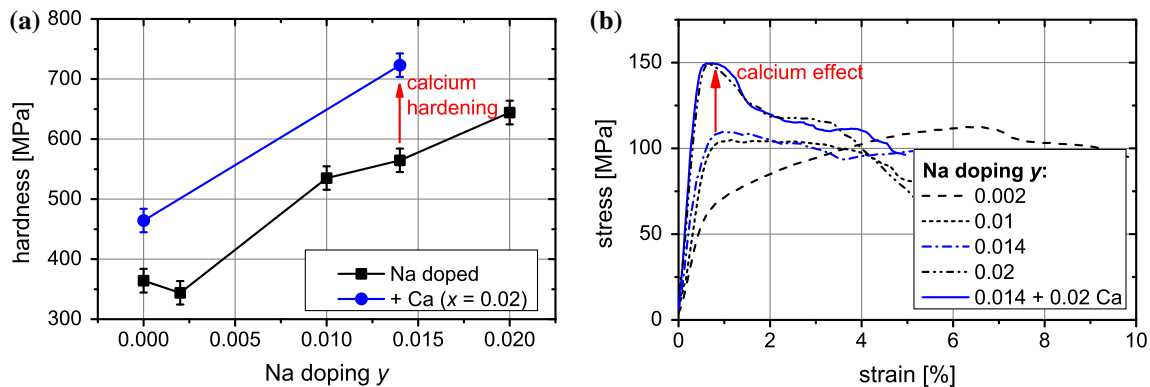 (a)
800
700
600
500
400
300
hardness [MPa]
0.000
0.005
0.010
0.015
0.020
Na doping y
calcium
hardening
Na doped
+ Ca (x = 0.02)
(b)
150
100
50
0
stress [MPa]
0
2
4
6
8
10
strain [%]
calcium effect
Na doping y:
0.002
0.01
0.014
0.02
0.014 + 0.02 Ca